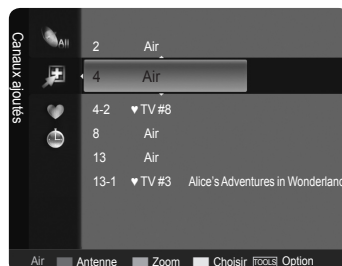 Canaux ajoutés
All
2 Air
4 Air
4-2 ♥ TV #8
8 Air
13 Air
13-1 ♥ TV #3 Alice's Adventures in Wonderland
Air Antenne Zoom Choisir TOOLS Option